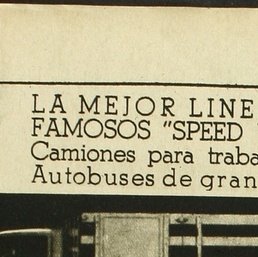 LA MEJOR LINE
FAMOSOS "SPEED
Camiones para traba
Autobuses de gran